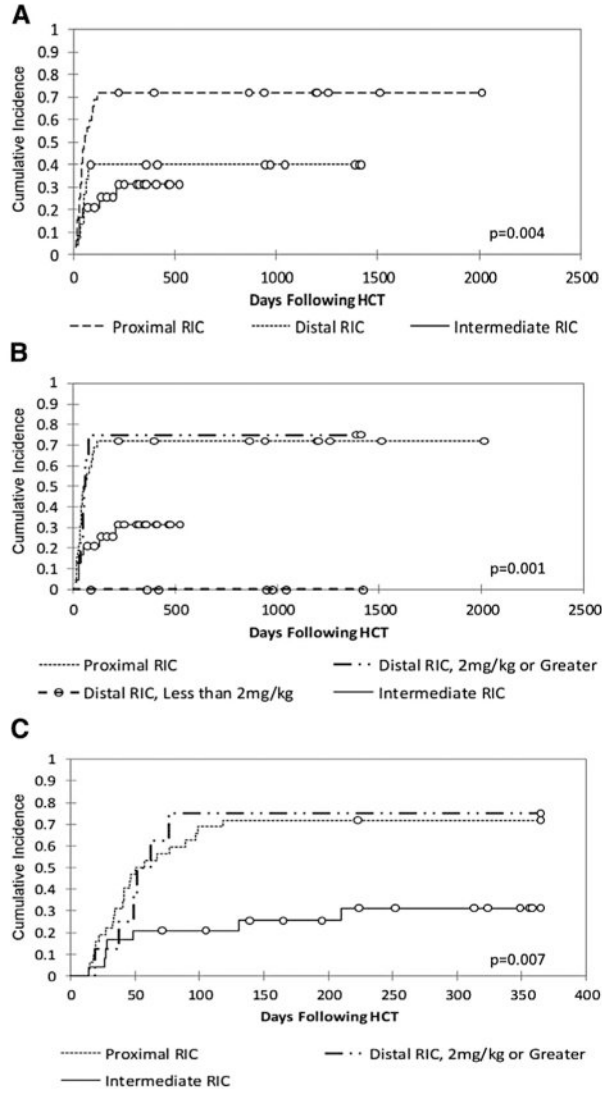 A
Cumulative Incidence
1
0.9
0.8
0.7
0.6
0.5
0.4
0.3
0.2
0.1
0
p=0.004
0 500 1000 1500 2000 2500
Days Following HCT
Proximal RIC Distal RIC Intermediate RIC
B
Cumulative Incidence
1
0.9
0.8
0.7
0.6
0.5
0.4
0.3
0.2
0.1
0
p=0.001
0 500 1000 1500 2000 2500
Days Following HCT
Proximal RIC Distal RIC, 2mg/kg or Greater
Distal RIC, Less than 2mg/kg Intermediate RIC
C
Cumulative Incidence
1
0.9
0.8
0.7
0.6
0.5
0.4
0.3
0.2
0.1
0
p=0.007
0 50 100 150 200 250 300 350 400
Days Following HCT
Proximal RIC Distal RIC, 2mg/kg or Greater
Intermediate RIC